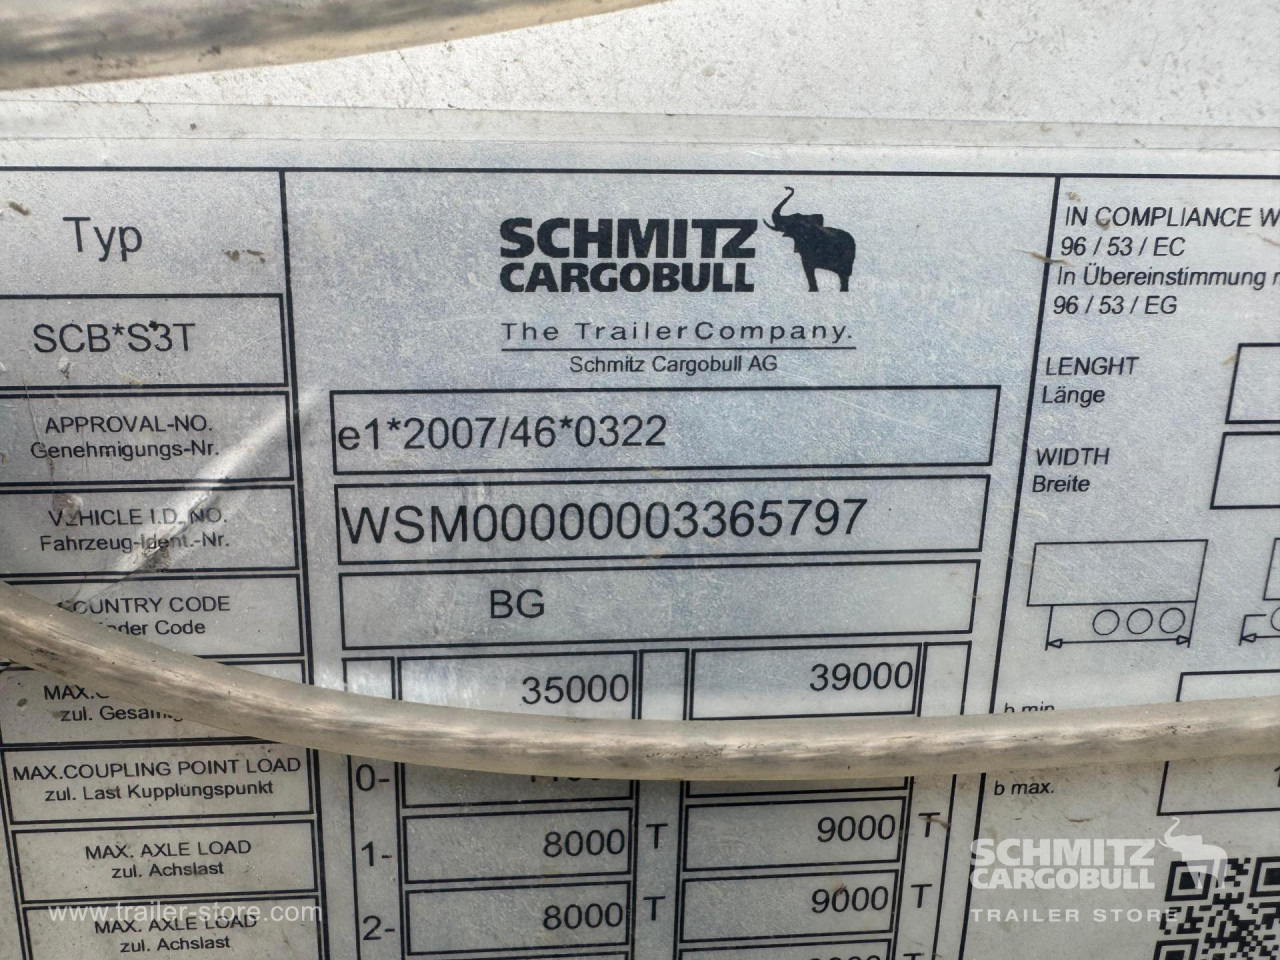 Typ
SCHMITZ
CARGOBULL
The TrailerCompany.
Schmitz Cargobull AG
SCB*S3T
APPROVAL-NO.
Genehmigungs-Nr.
e1*2007/46*0322
VEHICLE I.D. NO.
Fahrzeug-Ident.-Nr.
WSM00000003365797
COUNTRY CODE
BG
Code
MAX.
zul.
35000
39000
MAX.COUPLING POINT LOAD
zul. Last Kupplungspunkt
0-
MAX. AXLE LOAD
zul. Achslast
1-
8000 T
9000 T
MAX. AXLE LOAD
zul. Achslast
2-
8000 T
9000 T
IN COMPLIANCE W
96 / 53 / EC
In Übereinstimmung
96 / 53 / EG
LENGHT
Länge
WIDTH
Breite
b min
b max.
www.trailer-store.com
SCHMITZ
CARGOBULL
TRAILER STORE